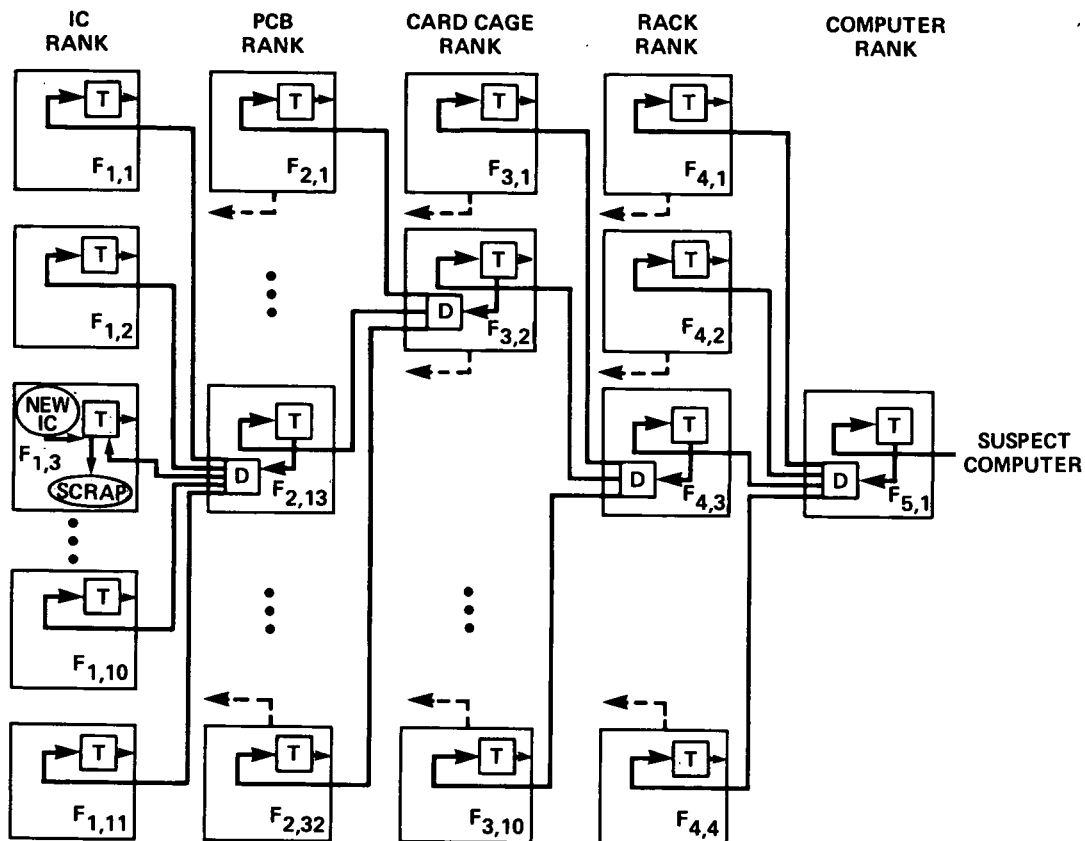 IC RANK
PCB RANK
CARD CAGE RANK
RACK RANK
COMPUTER RANK
T
F1,1
T
F2,1
T
F3,1
T
F4,1
T
F1,2
T
D
F3,2
T
F4,2
NEW IC
T
F1,3
SCRAP
T
D
F2,13
T
D
F4,3
T
D
F5,1
SUSPECT COMPUTER
T
F1,10
T
F1,11
T
F2,32
T
F3,10
T
F4,4